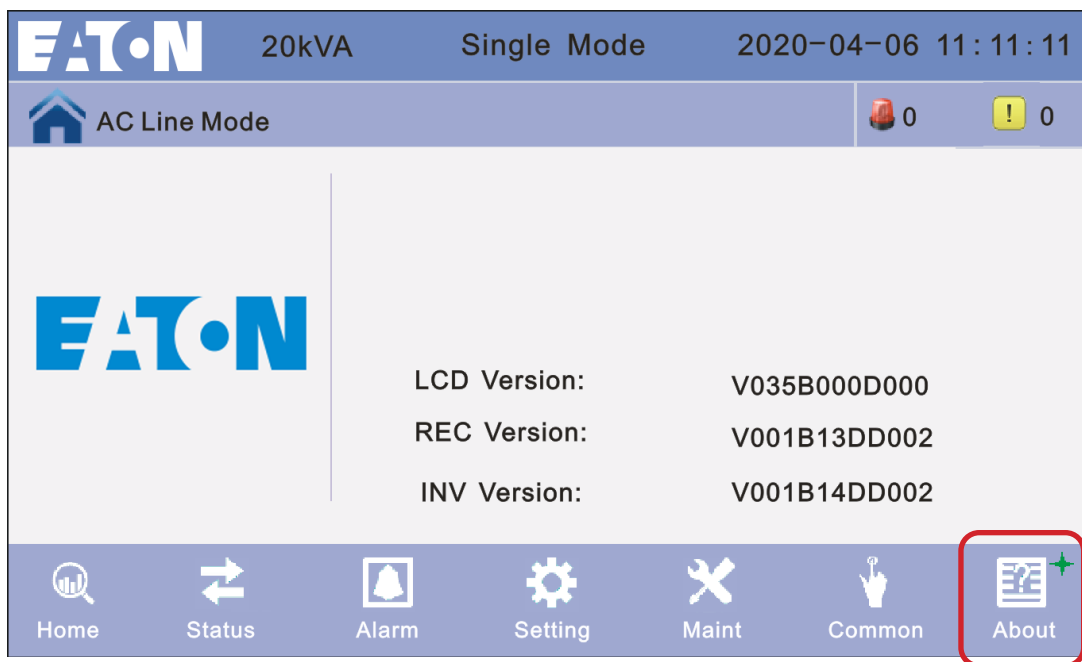 EATON 20kVA Single Mode 2020-04-06 11:11:11
AC Line Mode 0 ! 0
EATON
LCD Version: V035B000D000
REC Version: V001B13DD002
INV Version: V001B14DD002
?
Home Status Alarm Setting Maint Common About